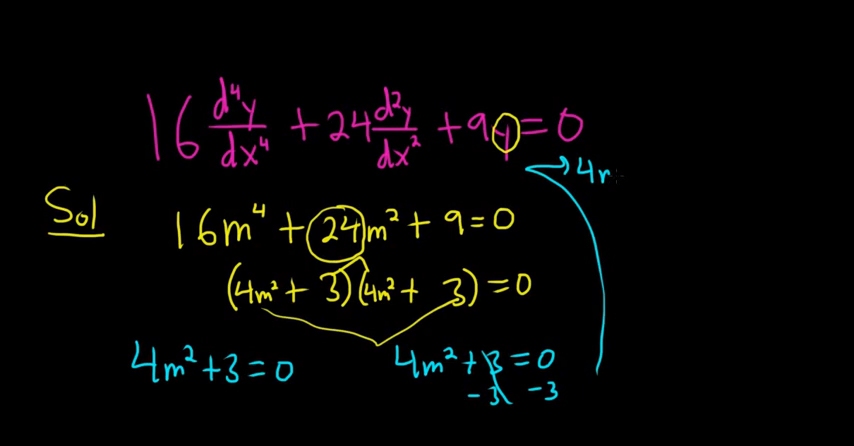 16 d⁴y/dx⁴ + 24 d²y/dx² + 9y = 0
→ 4m
Sol 16m⁴ + 24m² + 9 = 0
(4m² + 3)(4m² + 3) = 0
4m² + 3 = 0 4m² + 3 = 0
-3 -3